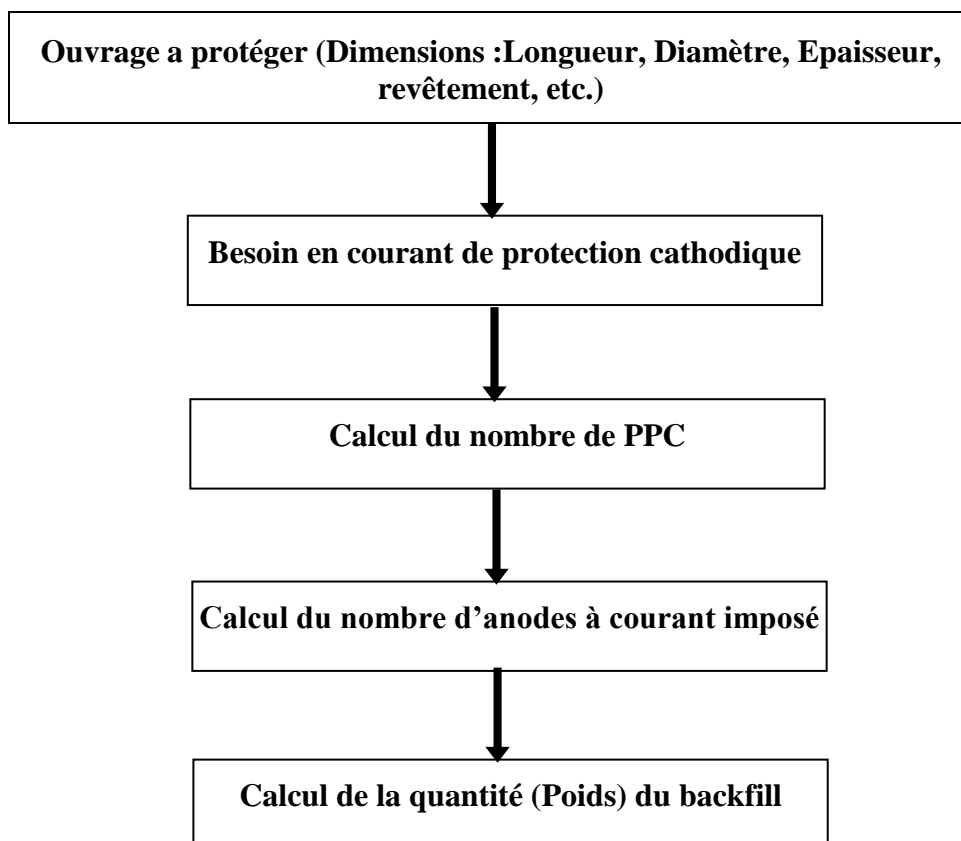 Ouvrage a protéger (Dimensions :Longueur, Diamètre, Epaisseur,
revêtement, etc.)
Besoin en courant de protection cathodique
Calcul du nombre de PPC
Calcul du nombre d’anodes à courant imposé
Calcul de la quantité (Poids) du backfill